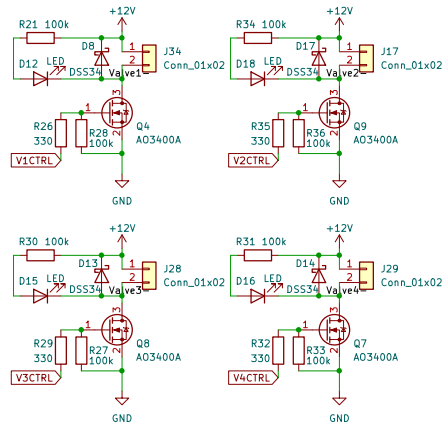 +12V
R21 100k
D8
J34
Conn_01x02
1
2
D12
LED
DSS34
Valve1-
3
1
2
Q4
AO3400A
R26
330
R28
100k
V1CTRL
GND
+12V
R34 100k
D17
J17
Conn_01x02
1
2
D18
LED
DSS34
Valve2-
3
1
2
Q9
AO3400A
R35
330
R36
100k
V2CTRL
GND
+12V
R30 100k
D13
J28
Conn_01x02
1
2
D15
LED
DSS34
Valve3-
3
1
2
Q8
AO3400A
R29
330
R27
100k
V3CTRL
GND
+12V
R31 100k
D14
J29
Conn_01x02
1
2
D16
LED
DSS34
Valve4-
3
1
2
Q7
AO3400A
R32
330
R33
100k
V4CTRL
GND